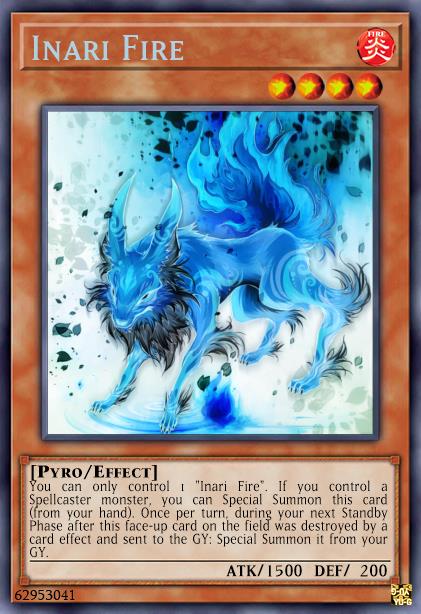 Inari Fire
FIRE
炎
[Pyro/Effect]
You can only control 1 "Inari Fire". If you control a
Spellcaster monster, you can Special Summon this card
(from your hand). Once per turn, during your next Standby
Phase after this face-up card on the field was destroyed by a
card effect and sent to the GY: Special Summon it from your
GY.
ATK/1500 DEF/ 200
62953041